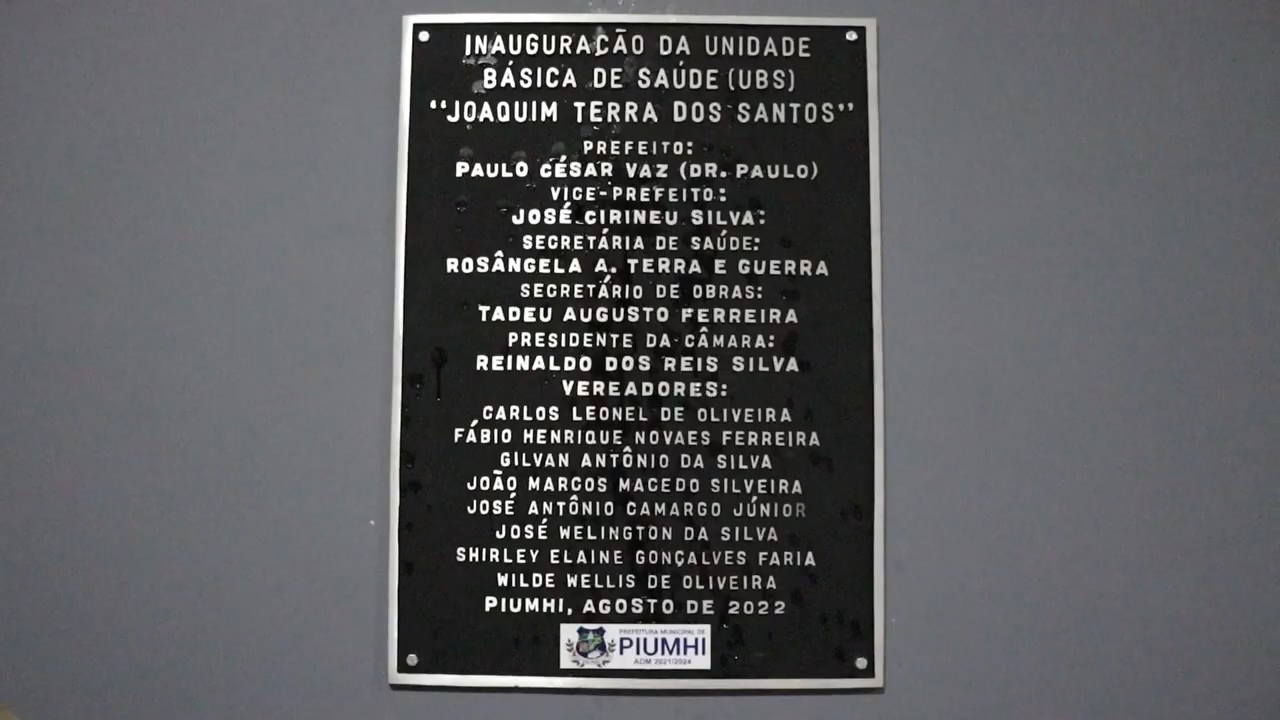 INAUGURAÇÃO DA UNIDADE
BÁSICA DE SAÚDE (UBS)
“JOAQUIM TERRA DOS SANTOS”
PREFEITO:
PAULO CÉSAR VAZ (DR. PAULO)
VICE-PREFEITO:
JOSÉ CIRINEU SILVA:
SECRETÁRIA DE SAÚDE:
ROSÂNGELA A. TERRA E GUERRA
SECRETÁRIO DE OBRAS:
TADEU AUGUSTO FERREIRA
PRESIDENTE DA CÂMARA:
REINALDO DOS REIS SILVA
VEREADORES:
CARLOS LEONEL DE OLIVEIRA
FÁBIO HENRIQUE NOVAES FERREIRA
GILVAN ANTÔNIO DA SILVA
JOÃO MARCOS MACEDO SILVEIRA
JOSÉ ANTÔNIO CAMARGO JÚNIOR
JOSÉ WELINGTON DA SILVA
SHIRLEY ELAINE GONÇALVES FARIA
WILDE WELLIS DE OLIVEIRA
PIUMHI, AGOSTO DE 2022
PREFEITURA MUNICIPAL DE
PIUMHI
ADM 2021/2024